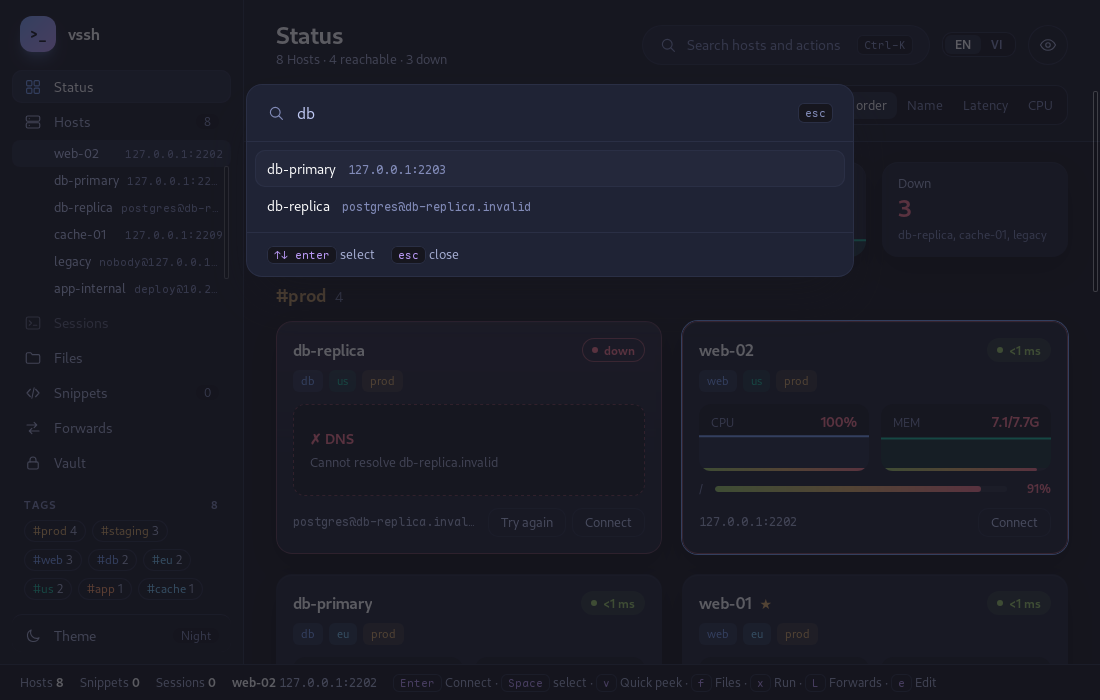 >_ vssh
Status
Hosts 8
web-02 127.0.0.1:2202
db-primary 127.0.0.1:22…
db-replica postgres@db-r…
cache-01 127.0.0.1:2209
legacy nobody@127.0.0.1…
app-internal deploy@10.2…
Sessions
Files
Snippets 0
Forwards
Vault
TAGS 8
#prod 4 #staging 3
#web 3 #db 2 #eu 2
#us 2 #app 1 #cache 1
Theme Night
Status
8 Hosts · 4 reachable · 3 down
Search hosts and actions Ctrl-K
EN VI
order Name Latency CPU
db esc
db-primary 127.0.0.1:2203
db-replica postgres@db-replica.invalid
↑↓ enter select esc close
Down
3
db-replica, cache-01, legacy
#prod 4
db-replica down
db us prod
✗ DNS
Cannot resolve db-replica.invalid
postgres@db-replica.inval… Try again Connect
web-02 <1 ms
web us prod
CPU 100% MEM 7.1/7.7G
/ 91%
127.0.0.1:2202 Connect
db-primary <1 ms
db eu prod
web-01 ★ <1 ms
web eu prod
Hosts 8 Snippets 0 Sessions 0 web-02 127.0.0.1:2202 Enter Connect · Space select · v Quick peek · f Files · x Run · L Forwards · e Edit